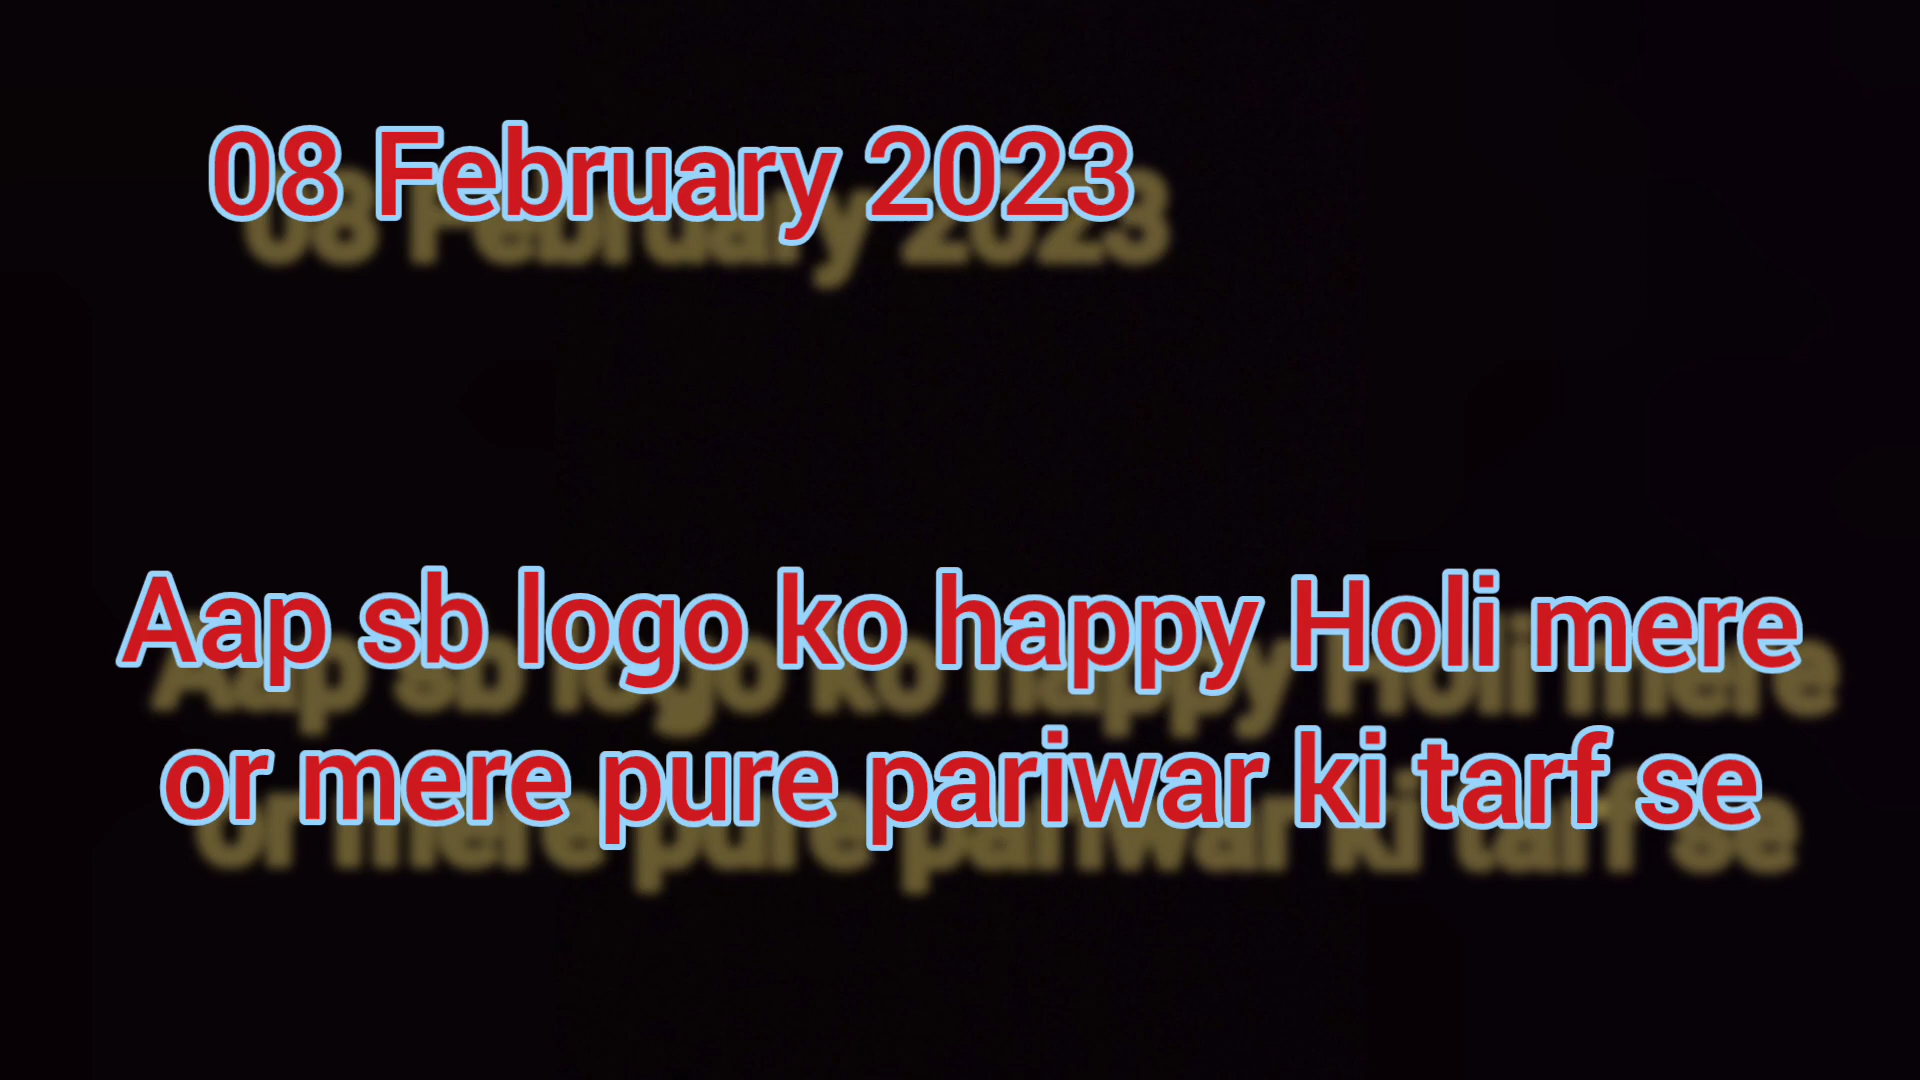 08 February 2023
Aap sb logo ko happy Holi mere
or mere pure pariwar ki tarf se